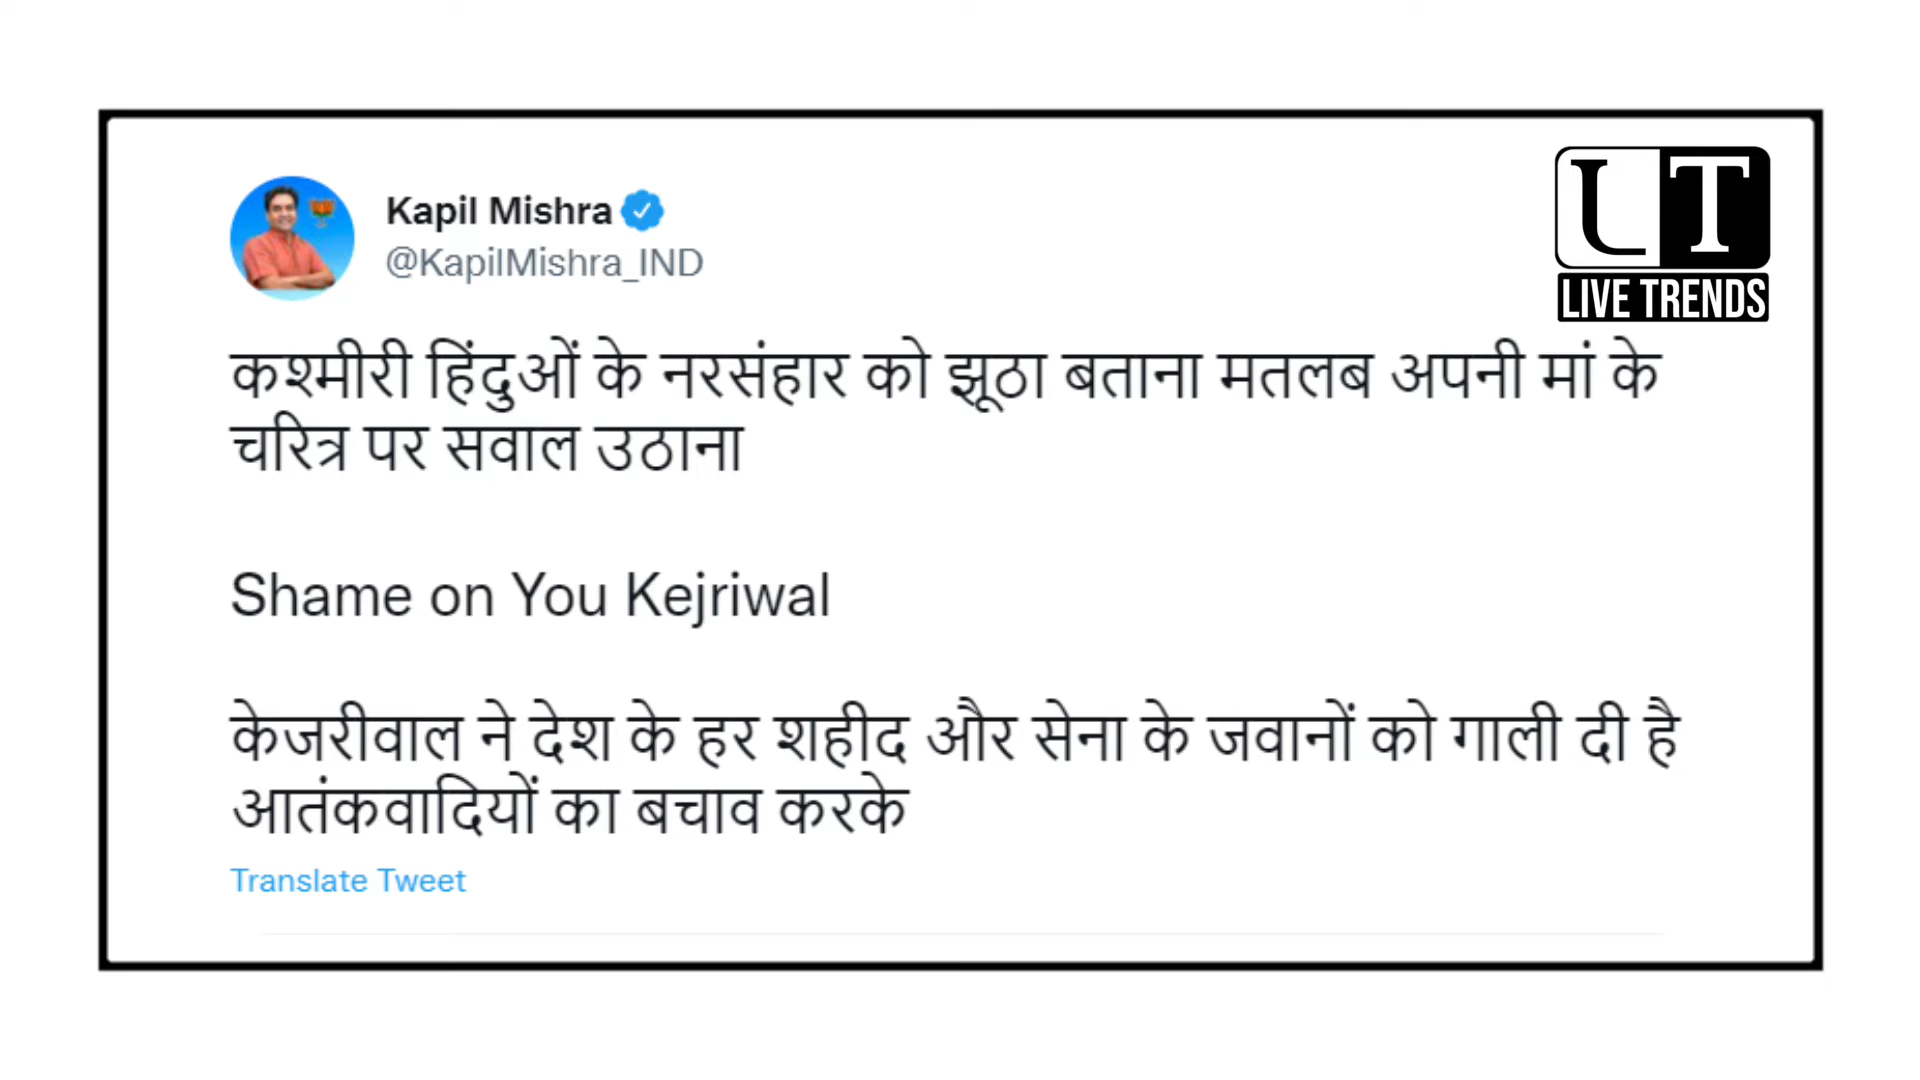 Kapil Mishra
@KapilMishra_IND
LT
LIVE TRENDS
कश्मीरी हिंदुओं के नरसंहार को झूठा बताना मतलब अपनी मां के
चरित्र पर सवाल उठाना
Shame on You Kejriwal
केजरीवाल ने देश के हर शहीद और सेना के जवानों को गाली दी है
आतंकवादियों का बचाव करके
Translate Tweet